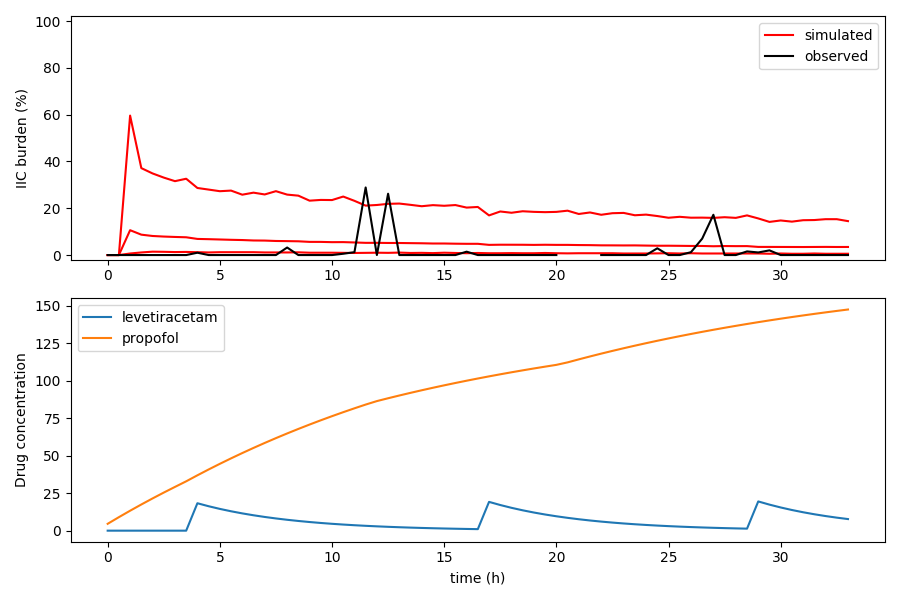 100
80
60
40
20
0
IIC burden (%)
simulated
observed
0 5 10 15 20 25 30
150
125
100
75
50
25
0
Drug concentration
levetiracetam
propofol
0 5 10 15 20 25 30
time (h)